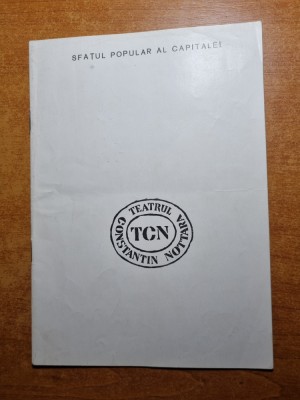 SFATUL POPULAR AL CAPITALEI
TEATRUL
CONSTANTIN NOTTARA
TCN